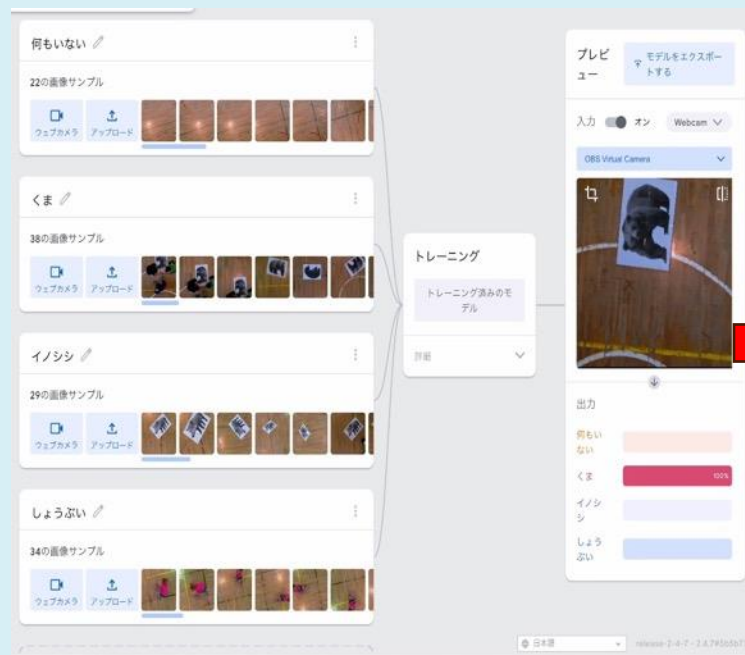 何もいない
22の画像サンプル
ウェブカメラ
アップロード
くま
38の画像サンプル
ウェブカメラ
アップロード
イノシシ
29の画像サンプル
ウェブカメラ
アップロード
しょうぶい
34の画像サンプル
ウェブカメラ
アップロード
トレーニング
トレーニング済みのモ
デル
詳細
プレビ
ュー
モデルをエクスポー
トする
入力
オン
Webcam
OBS Virtual Camera
出力
何もい
ない
くま
100%
イノシ
シ
しょう
ぶい
日本語